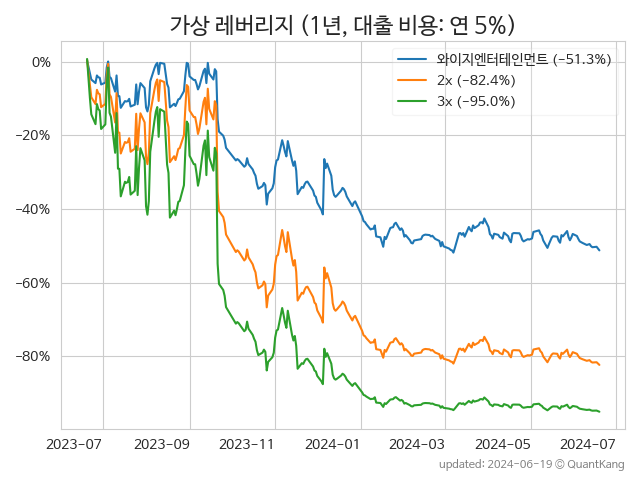 가상 레버리지 (1년, 대출 비용: 연 5%)
와이지엔터테인먼트 (−51.3%)
2x (−82.4%)
3x (−95.0%)
0%
−20%
−40%
−60%
−80%
2023−07 2023−09 2023−11 2024−01 2024−03 2024−05 2024−07
updated: 2024-06-19 © QuantKang